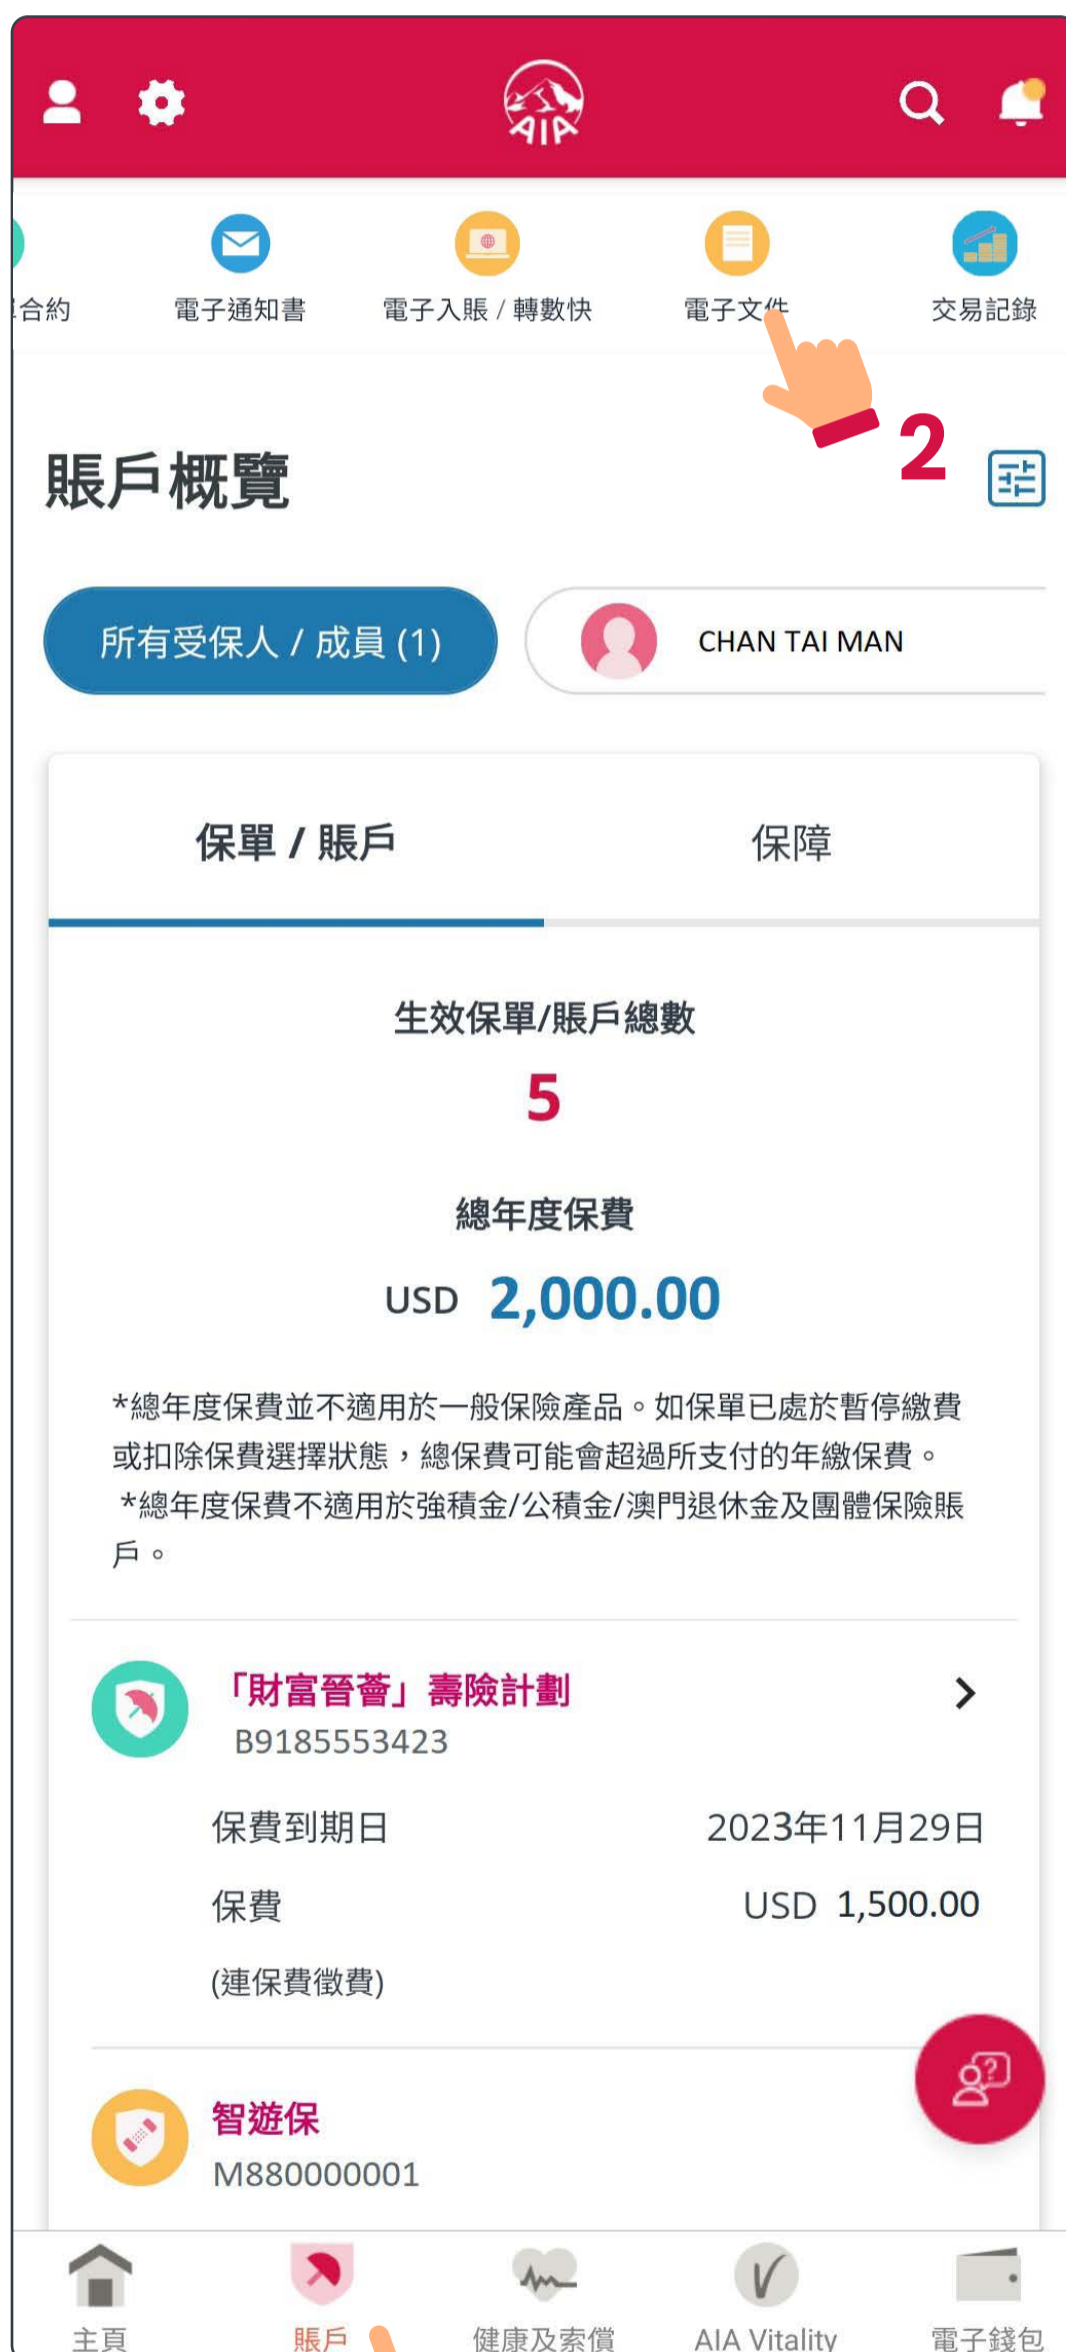 AIA
合約
電子通知書
電子入賬 / 轉數快
電子文件
交易記錄
2
賬戶概覽
所有受保人 / 成員 (1)
CHAN TAI MAN
保單 / 賬戶
保障
生效保單/賬戶總數
5
總年度保費
USD 2,000.00
*總年度保費並不適用於一般保險產品。如保單已處於暫停繳費
或扣除保費選擇狀態，總保費可能會超過所支付的年繳保費。
*總年度保費不適用於強積金/公積金/澳門退休金及團體保險賬
戶。
「財富晉薈」壽險計劃
B9185553423
保費到期日
2023年11月29日
保費
USD 1,500.00
(連保費徵費)
智遊保
M880000001
主頁
賬戶
健康及索償
AIA Vitality
電子錢包